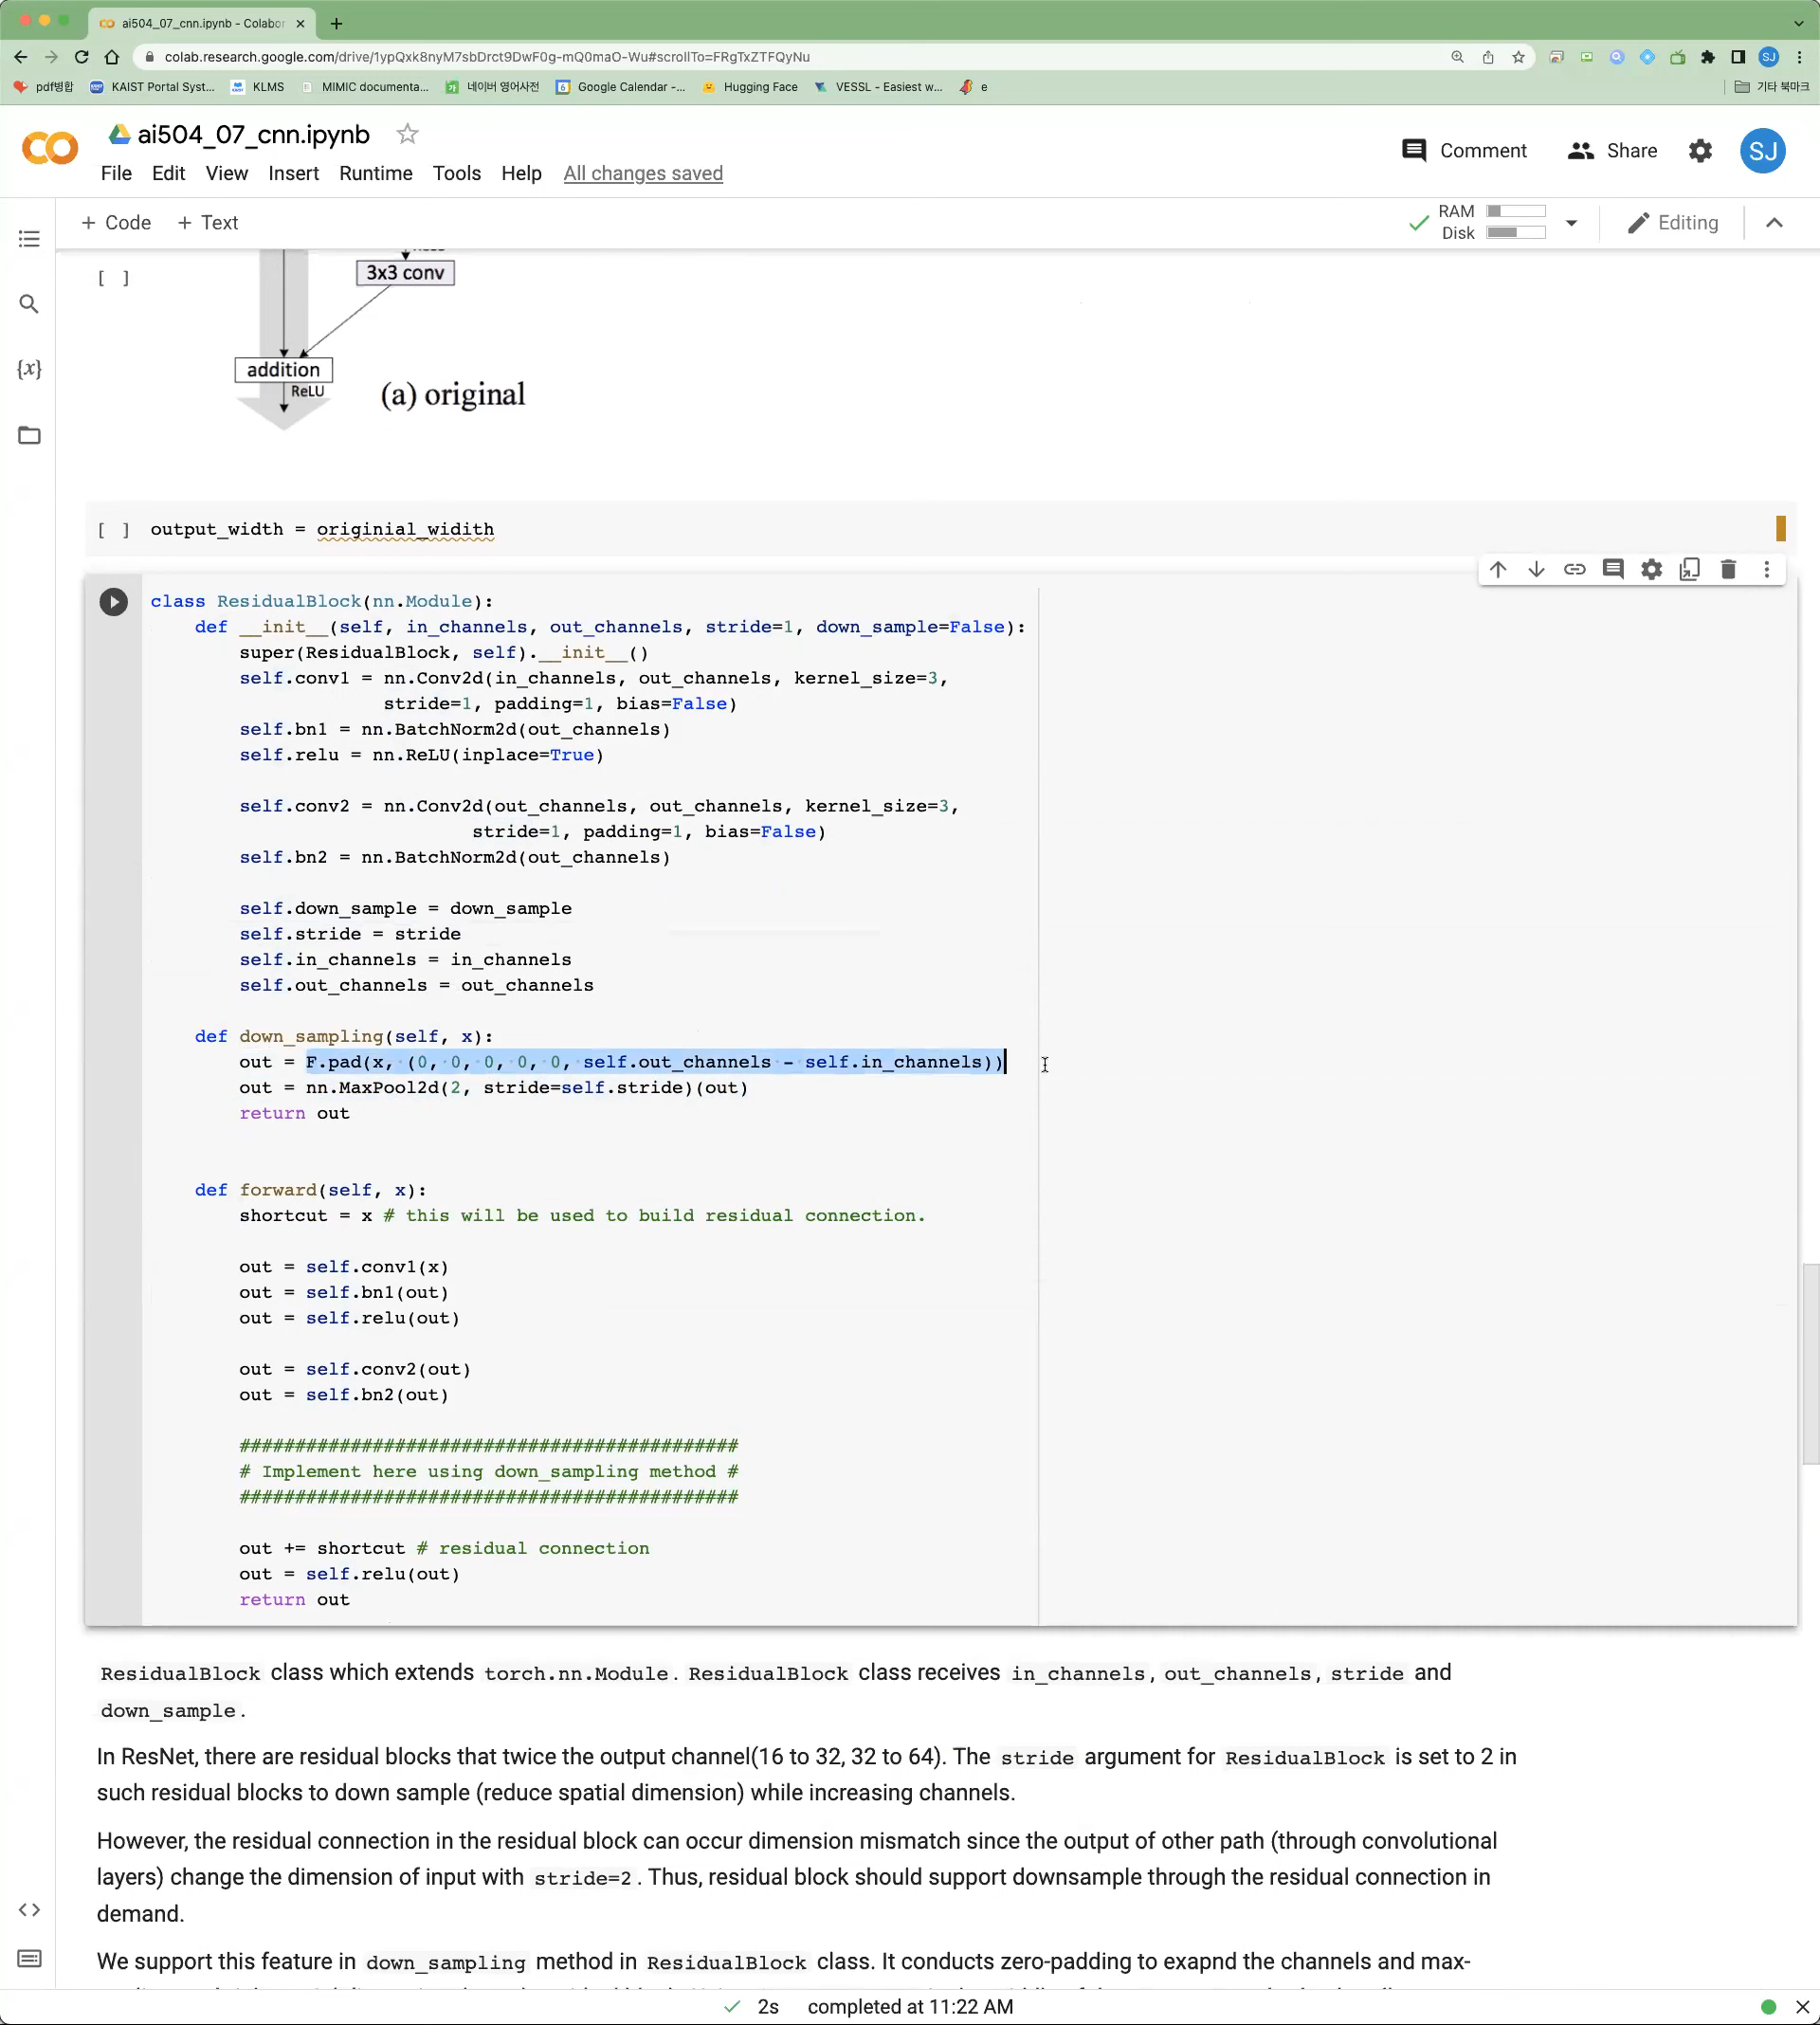 ai504_07_cnn.ipynb - Colabor
colab.research.google.com/drive/1ypQxk8nyM7sbDrct9DwF0g-mQ0maO-Wu#scrollTo=FRgTxZTFQyNu
SJ
pdf병합 KAIST Portal Syst... KLMS MIMIC documenta... 네이버 영어사전 Google Calendar -... Hugging Face VESSL - Easiest w... e 기타 북마크
ai504_07_cnn.ipynb
File Edit View Insert Runtime Tools Help All changes saved
Comment Share SJ
+ Code + Text
RAM
Disk
Editing
[ ]
3x3 conv
addition
ReLU
(a) original
[ ] output_width = originial_widith
class ResidualBlock(nn.Module):
def __init__(self, in_channels, out_channels, stride=1, down_sample=False):
super(ResidualBlock, self).__init__()
self.conv1 = nn.Conv2d(in_channels, out_channels, kernel_size=3,
stride=1, padding=1, bias=False)
self.bn1 = nn.BatchNorm2d(out_channels)
self.relu = nn.ReLU(inplace=True)
self.conv2 = nn.Conv2d(out_channels, out_channels, kernel_size=3,
stride=1, padding=1, bias=False)
self.bn2 = nn.BatchNorm2d(out_channels)
self.down_sample = down_sample
self.stride = stride
self.in_channels = in_channels
self.out_channels = out_channels
def down_sampling(self, x):
out = F.pad(x, (0, 0, 0, 0, 0, self.out_channels - self.in_channels))
out = nn.MaxPool2d(2, stride=self.stride)(out)
return out
def forward(self, x):
shortcut = x # this will be used to build residual connection.
out = self.conv1(x)
out = self.bn1(out)
out = self.relu(out)
out = self.conv2(out)
out = self.bn2(out)
#############################################
# Implement here using down_sampling method #
#############################################
out += shortcut # residual connection
out = self.relu(out)
return out
ResidualBlock class which extends torch.nn.Module. ResidualBlock class receives in_channels, out_channels, stride and
down_sample.
In ResNet, there are residual blocks that twice the output channel(16 to 32, 32 to 64). The stride argument for ResidualBlock is set to 2 in
such residual blocks to down sample (reduce spatial dimension) while increasing channels.
However, the residual connection in the residual block can occur dimension mismatch since the output of other path (through convolutional
layers) change the dimension of input with stride=2. Thus, residual block should support downsample through the residual connection in
demand.
We support this feature in down_sampling method in ResidualBlock class. It conducts zero-padding to exapnd the channels and max-
2s completed at 11:22 AM